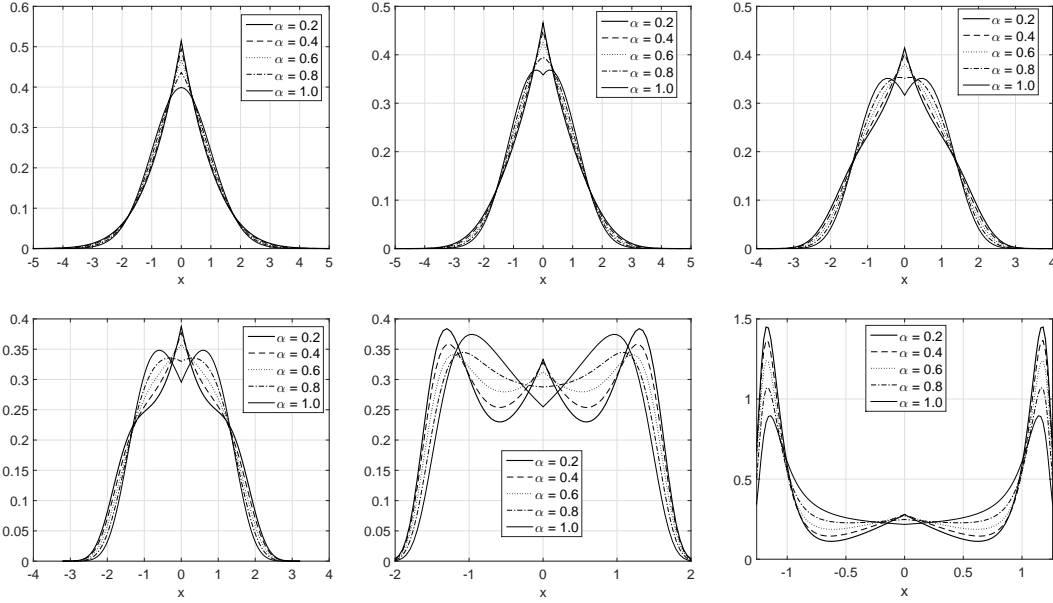 0.6
0.5
0.4
0.3
0.2
0.1
0
-5 -4 -3 -2 -1 0 1 2 3 4 5
x
α = 0.2
α = 0.4
α = 0.6
α = 0.8
α = 1.0
0.5
0.4
0.3
0.2
0.1
0
-5 -4 -3 -2 -1 0 1 2 3 4 5
x
α = 0.2
α = 0.4
α = 0.6
α = 0.8
α = 1.0
0.5
0.4
0.3
0.2
0.1
0
-4 -3 -2 -1 0 1 2 3 4
x
α = 0.2
α = 0.4
α = 0.6
α = 0.8
α = 1.0
0.4
0.35
0.3
0.25
0.2
0.15
0.1
0.05
0
-4 -3 -2 -1 0 1 2 3 4
x
α = 0.2
α = 0.4
α = 0.6
α = 0.8
α = 1.0
0.4
0.35
0.3
0.25
0.2
0.15
0.1
0.05
0
-2 -1 0 1 2
x
α = 0.2
α = 0.4
α = 0.6
α = 0.8
α = 1.0
1.5
1
0.5
0
-1 -0.5 0 0.5 1
x
α = 0.2
α = 0.4
α = 0.6
α = 0.8
α = 1.0